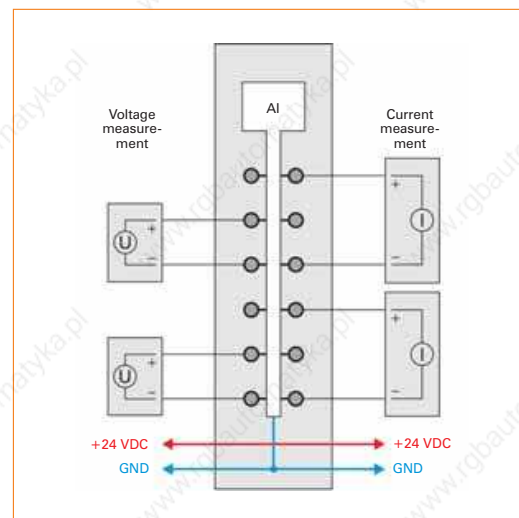 AI
Voltage
measure-
ment
Current
measure-
ment
+
−
U
+
−
I
+
−
U
+
−
I
+24 VDC
+24 VDC
GND
GND
www.rgbautomatyka.pl